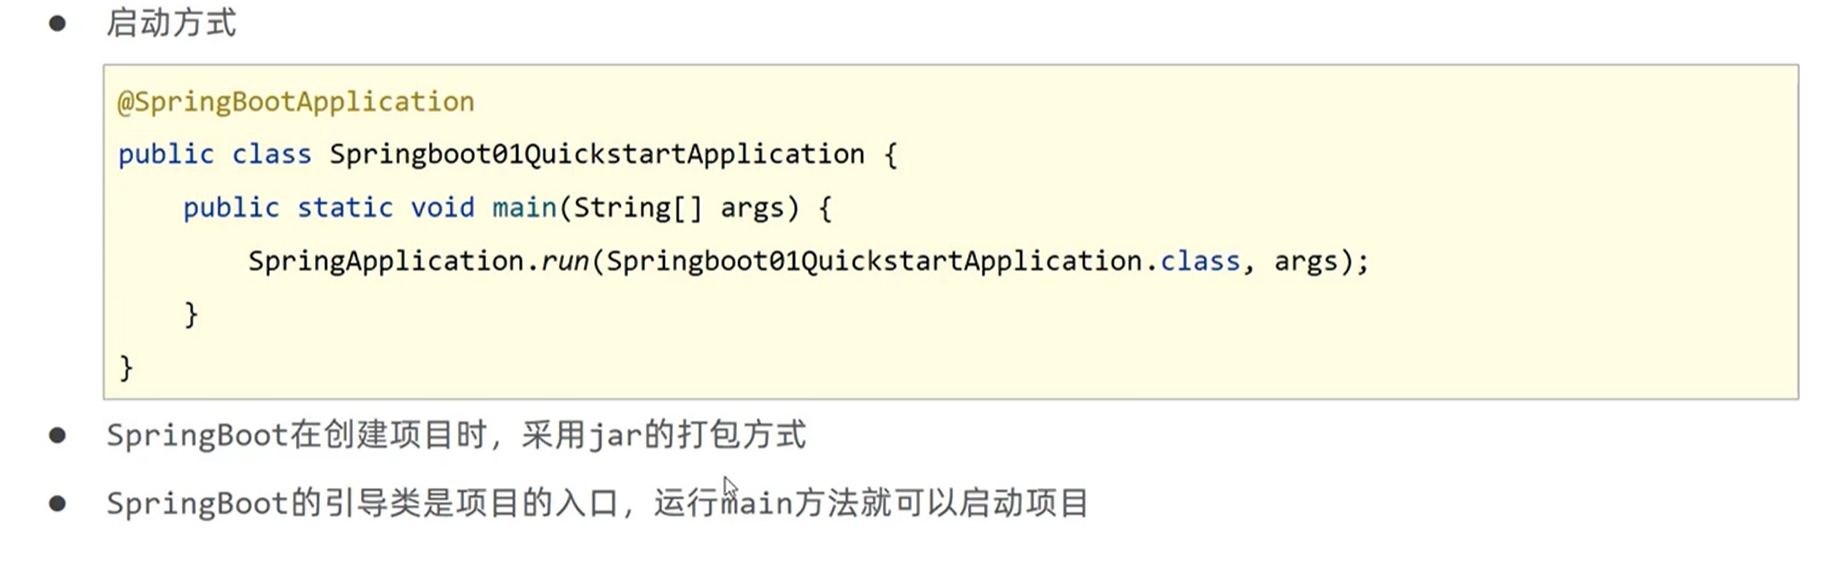 启动方式
@SpringBootApplication
public class Springboot01QuickstartApplication {
    public static void main(String[] args) {
        SpringApplication.run(Springboot01QuickstartApplication.class, args);
    }
}
SpringBoot在创建项目时，采用jar的打包方式
SpringBoot的引导类是项目的入口，运行main方法就可以启动项目